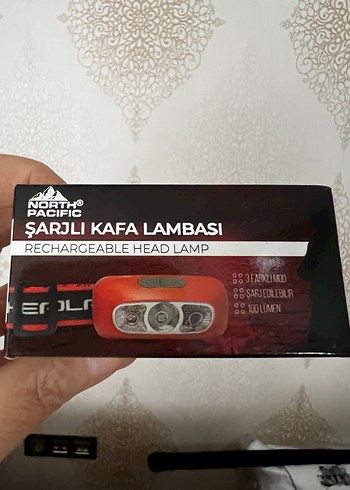 NORTH®
PACIFIC
ŞARJLI KAFA LAMBASI
RECHARGEABLE HEAD LAMP
3 FARKLI MOD
ŞARJ EDİLEBİLİR
100 LÜMEN